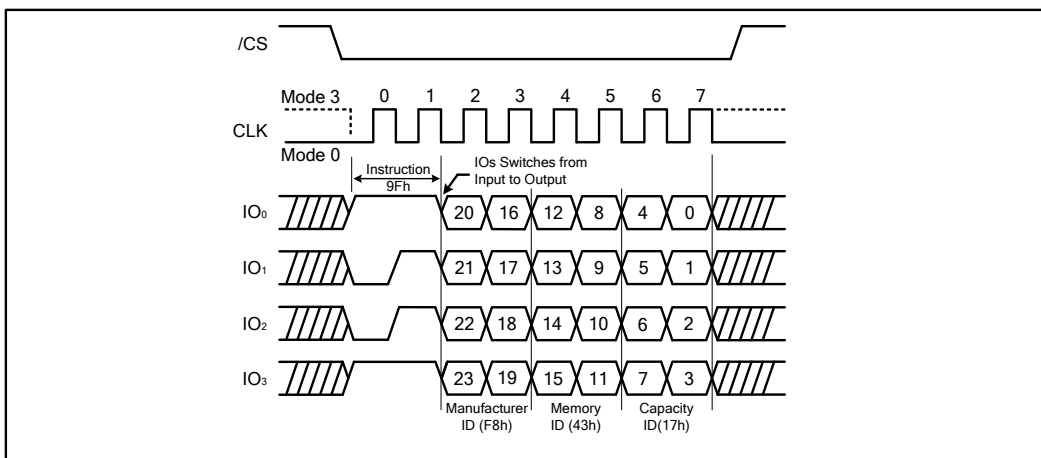 /CS
Mode 3 0 1 2 3 4 5 6 7
CLK
Mode 0
Instruction
9Fh
IOs Switches from
Input to Output
IO₀ 20 16 12 8 4 0
IO₁ 21 17 13 9 5 1
IO₂ 22 18 14 10 6 2
IO₃ 23 19 15 11 7 3
Manufacturer
ID (F8h)
Memory
ID (43h)
Capacity
ID(17h)